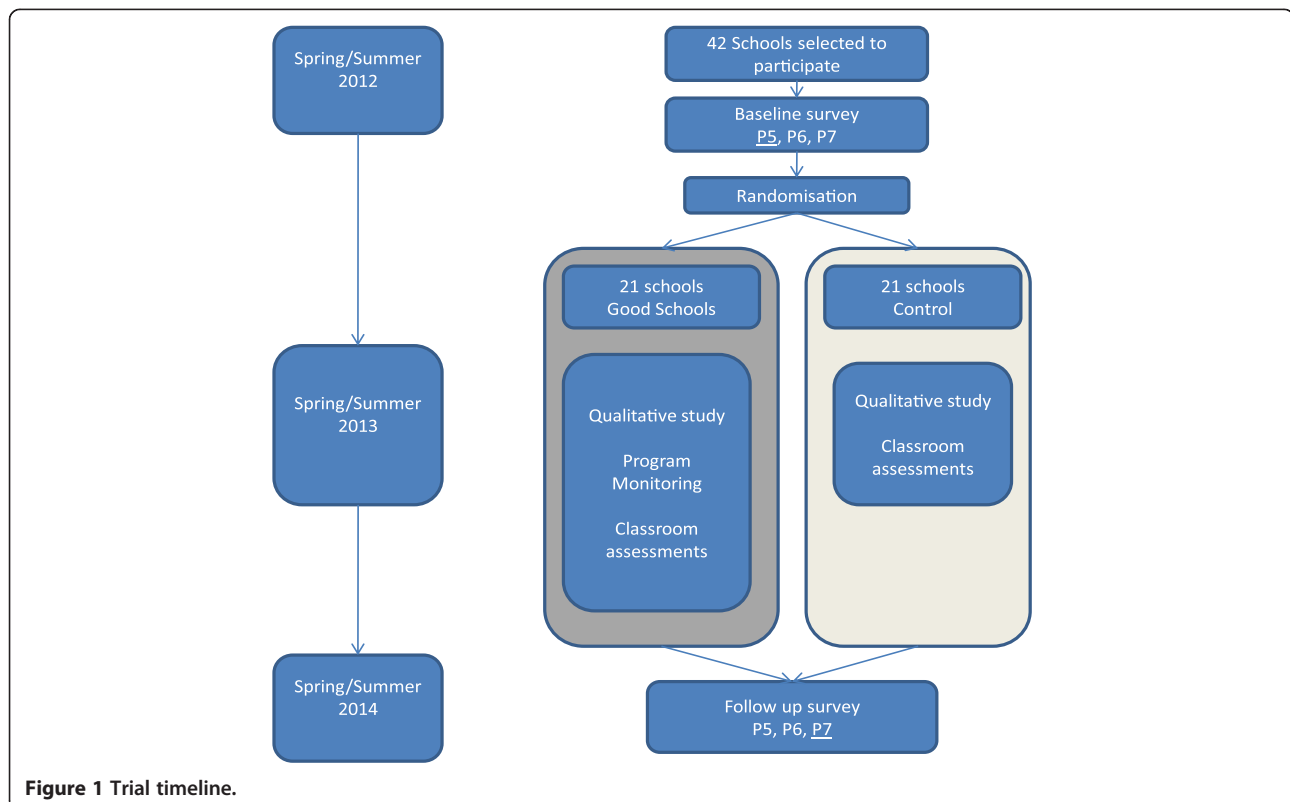 Spring/Summer
2012
42 Schools selected to
participate
Baseline survey
P5, P6, P7
Randomisation
21 schools
Good Schools
21 schools
Control
Spring/Summer
2013
Qualitative study
Program
Monitoring
Classroom
assessments
Qualitative study
Classroom
assessments
Spring/Summer
2014
Follow up survey
P5, P6, P7
Figure 1 Trial timeline.